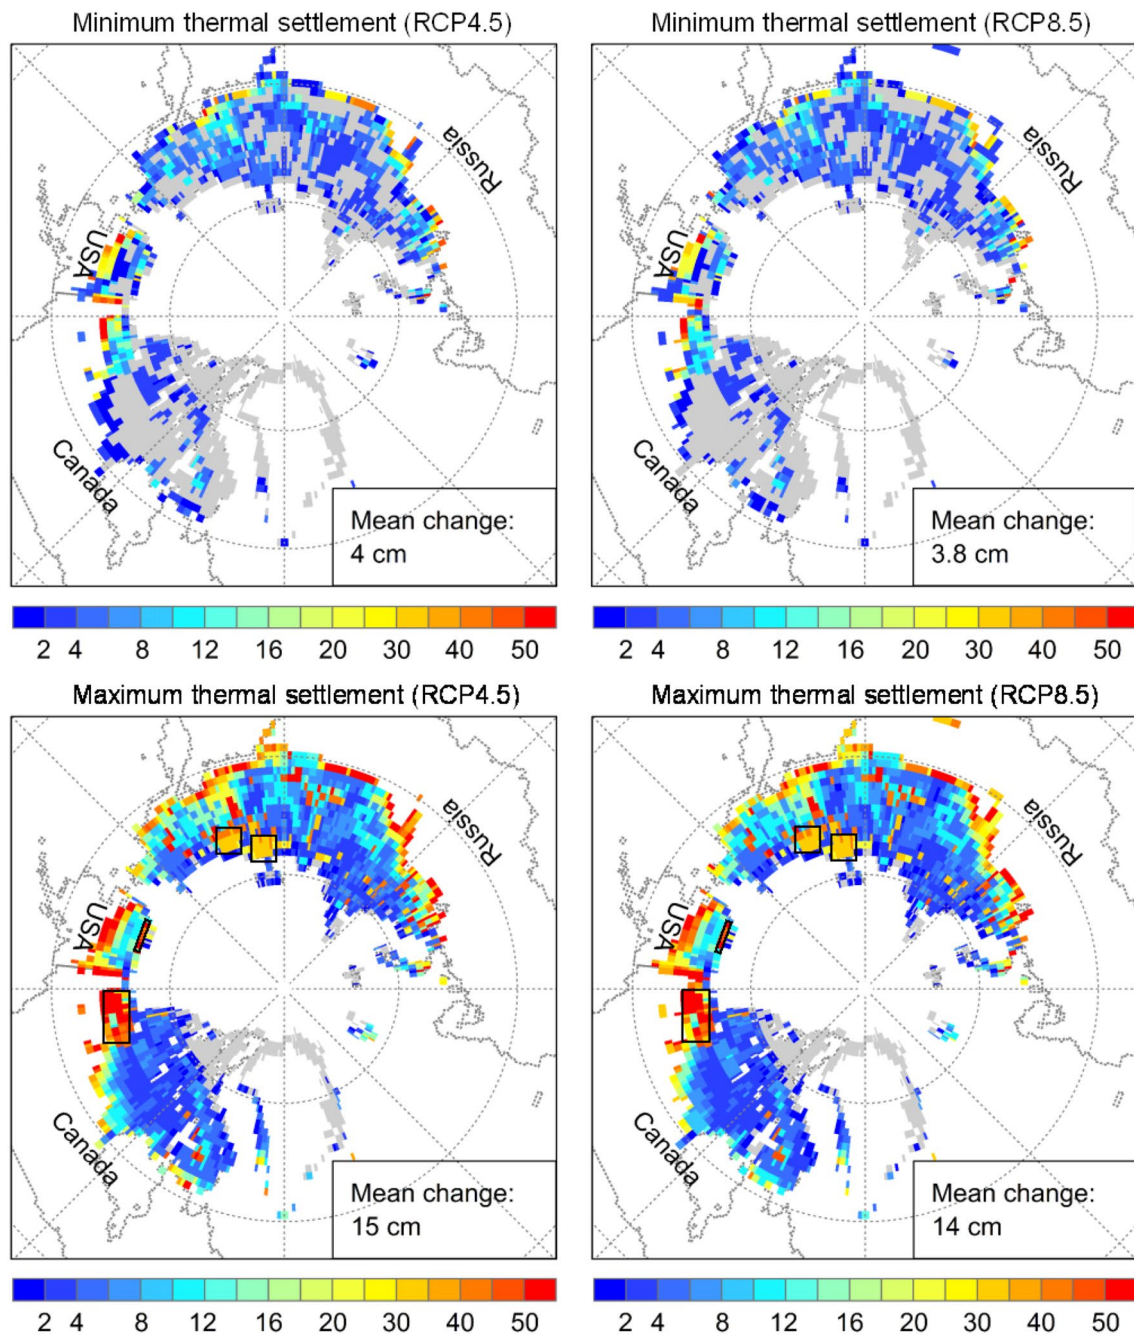 Minimum thermal settlement (RCP4.5)
Minimum thermal settlement (RCP8.5)
Russia
USA
Canada
Mean change:
4 cm
Russia
USA
Canada
Mean change:
3.8 cm
2 4 8 12 16 20 30 40 50
2 4 8 12 16 20 30 40 50
Maximum thermal settlement (RCP4.5)
Maximum thermal settlement (RCP8.5)
Russia
USA
Canada
Mean change:
15 cm
Russia
USA
Canada
Mean change:
14 cm
2 4 8 12 16 20 30 40 50
2 4 8 12 16 20 30 40 50